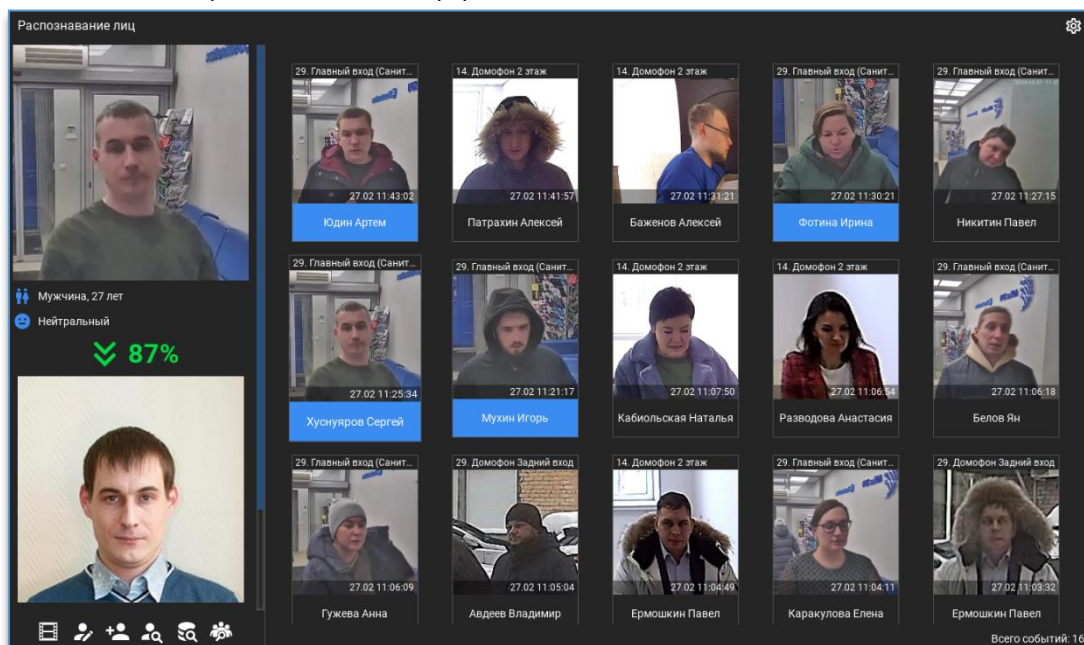 Распознавание лиц
Мужчина, 27 лет
Нейтральный
87%
29. Главный вход (Санит...
27.02 11:43:02
Юдин Артем
14. Домофон 2 этаж
27.02 11:41:57
Патрахин Алексей
14. Домофон 2 этаж
27.02 11:31:21
Баженов Алексей
29. Главный вход (Санит...
27.02 11:30:21
Фотина Ирина
29. Главный вход (Санит...
27.02 11:27:15
Никитин Павел
29. Главный вход (Санит...
27.02 11:25:34
Хуснуяров Сергей
29. Главный вход (Санит...
27.02 11:21:17
Мухин Игорь
14. Домофон 2 этаж
27.02 11:07:50
Кабиольская Наталья
14. Домофон 2 этаж
27.02 11:06:54
Разводова Анастасия
29. Главный вход (Санит...
27.02 11:06:18
Белов Ян
29. Главный вход (Санит...
27.02 11:06:09
Гужева Анна
29. Домофон Задний вход
27.02 11:05:04
Авдеев Владимир
14. Домофон 2 этаж
27.02 11:04:49
Ермошкин Павел
29. Главный вход (Санит...
27.02 11:04:11
Каракулова Елена
29. Домофон Задний вход
27.02 11:03:32
Ермошкин Павел
Всего событий: 16